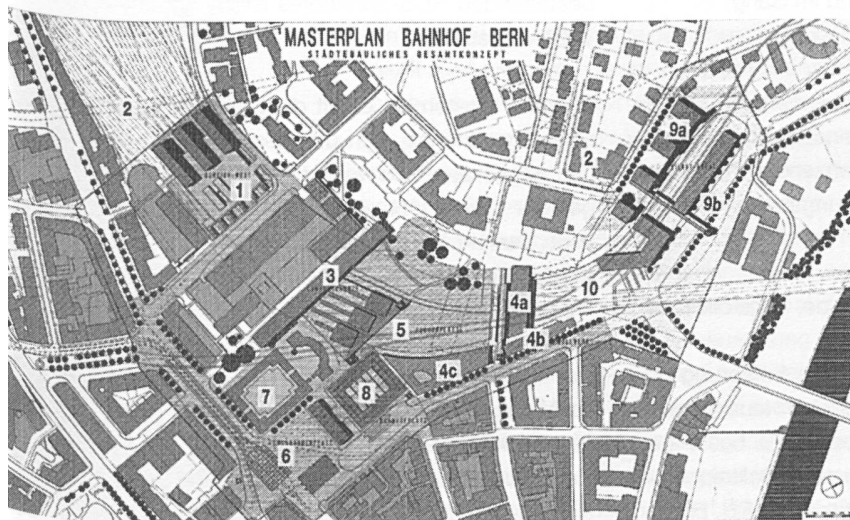 MASTERPLAN BAHNHOF BERN
STÄDTEBAULICHES GESAMTKONZEPT
2
9a
2
1
9b
3
10
4a
5
4b
4c
7
8
6